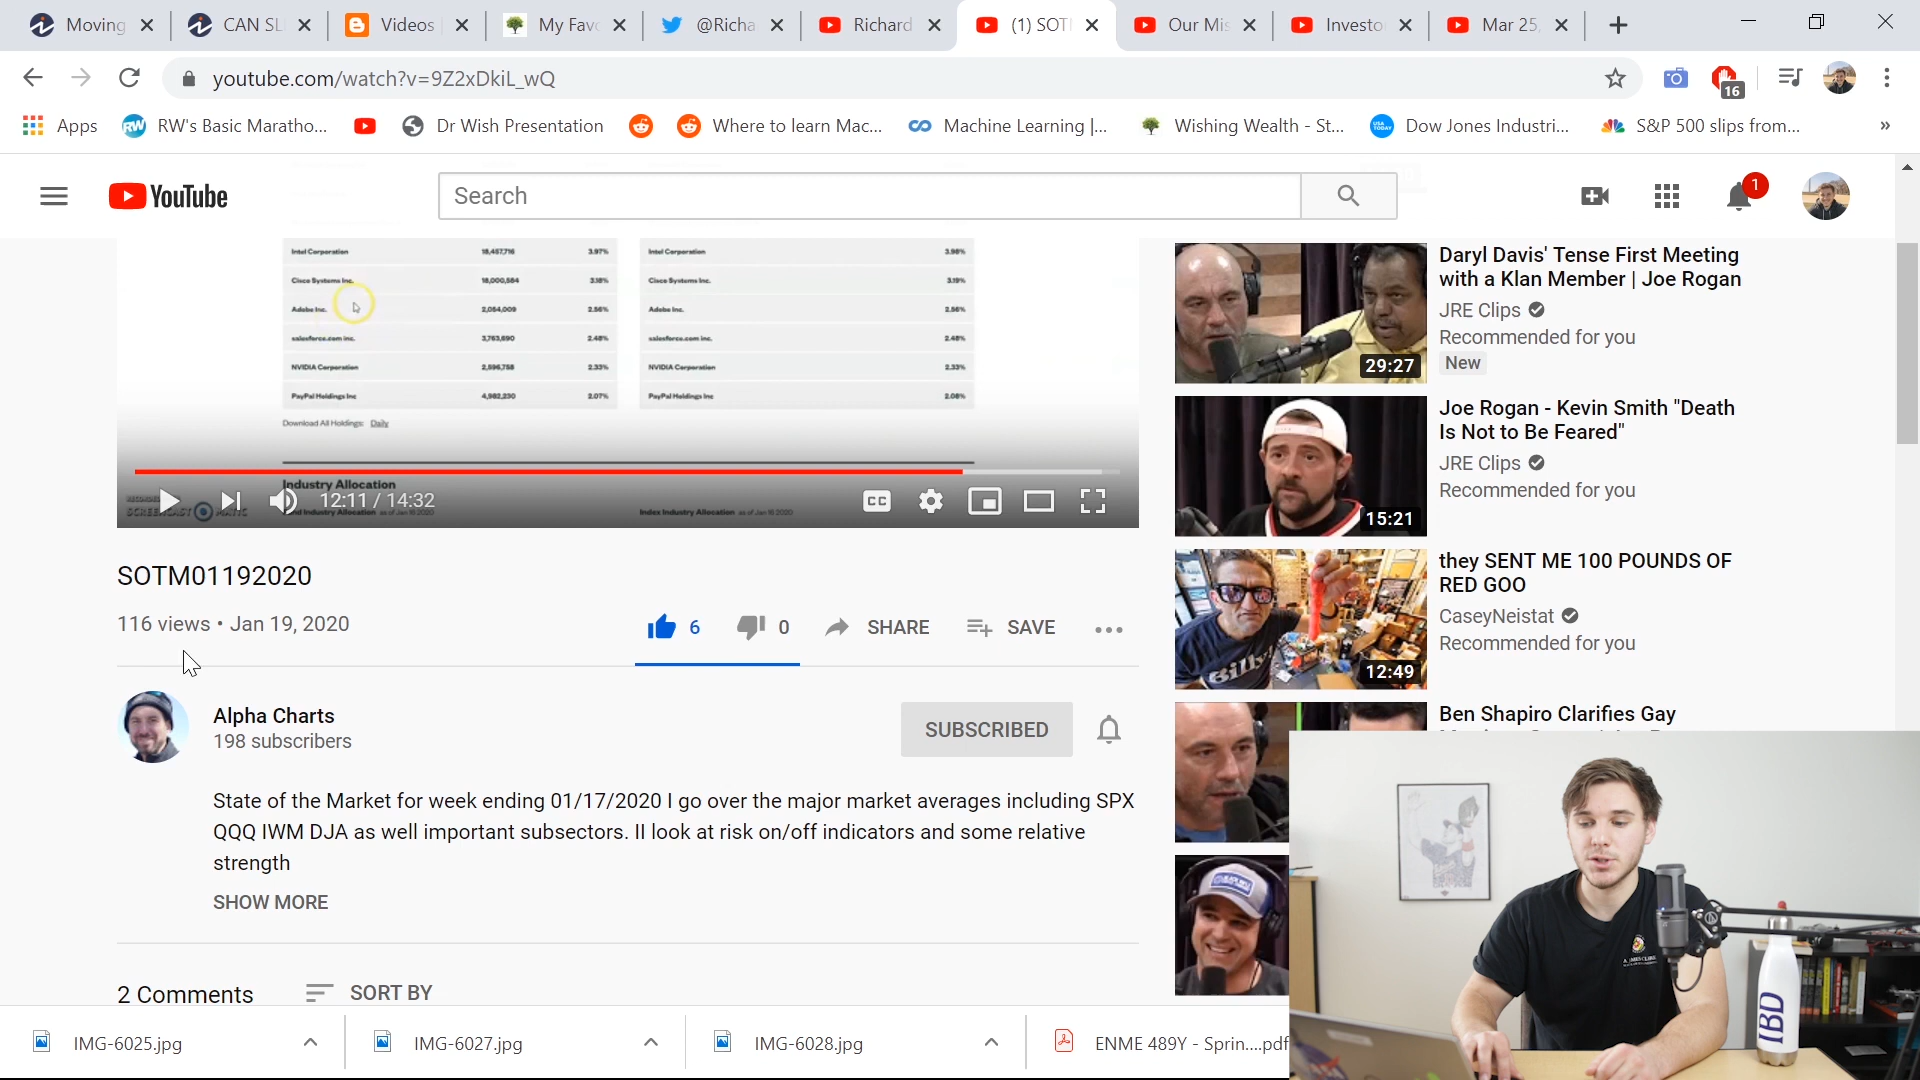 Moving
CAN SL
Videos
My Fav
@Richa
Richard
(1) SOT
Our Mis
Investo
Mar 25,
youtube.com/watch?v=9Z2xDkiL_wQ
16
Apps
RW's Basic Maratho...
Dr Wish Presentation
Where to learn Mac...
Machine Learning |...
Wishing Wealth - St...
Dow Jones Industri...
S&P 500 slips from...
»
YouTube
Search
1
Intel Corporation 18,457,716 3.97% Intel Corporation 3.98%
Cisco Systems Inc. 18,000,584 3.18% Cisco Systems Inc. 3.19%
Adobe Inc. 2,054,009 2.56% Adobe Inc. 2.56%
salesforce.com inc. 3,763,690 2.48% salesforce.com inc. 2.48%
NVIDIA Corporation 2,596,758 2.33% NVIDIA Corporation 2.33%
PayPal Holdings Inc 4,982,230 2.07% PayPal Holdings Inc 2.08%
Download All Holdings: Daily
Industry Allocation
Index Industry Allocation as of Jan 16 2020
12:11 / 14:32
CC
SOTM01192020
116 views • Jan 19, 2020
6
0
SHARE
SAVE
Alpha Charts
198 subscribers
SUBSCRIBED
State of the Market for week ending 01/17/2020 I go over the major market averages including SPX
QQQ IWM DJA as well important subsectors. II look at risk on/off indicators and some relative
strength
SHOW MORE
2 Comments
SORT BY
29:27
Daryl Davis' Tense First Meeting
with a Klan Member | Joe Rogan
JRE Clips
Recommended for you
New
15:21
Joe Rogan - Kevin Smith "Death
Is Not to Be Feared"
JRE Clips
Recommended for you
12:49
they SENT ME 100 POUNDS OF
RED GOO
CaseyNeistat
Recommended for you
Ben Shapiro Clarifies Gay
IBD
IMG-6025.jpg
IMG-6027.jpg
IMG-6028.jpg
ENME 489Y - Sprin....pdf